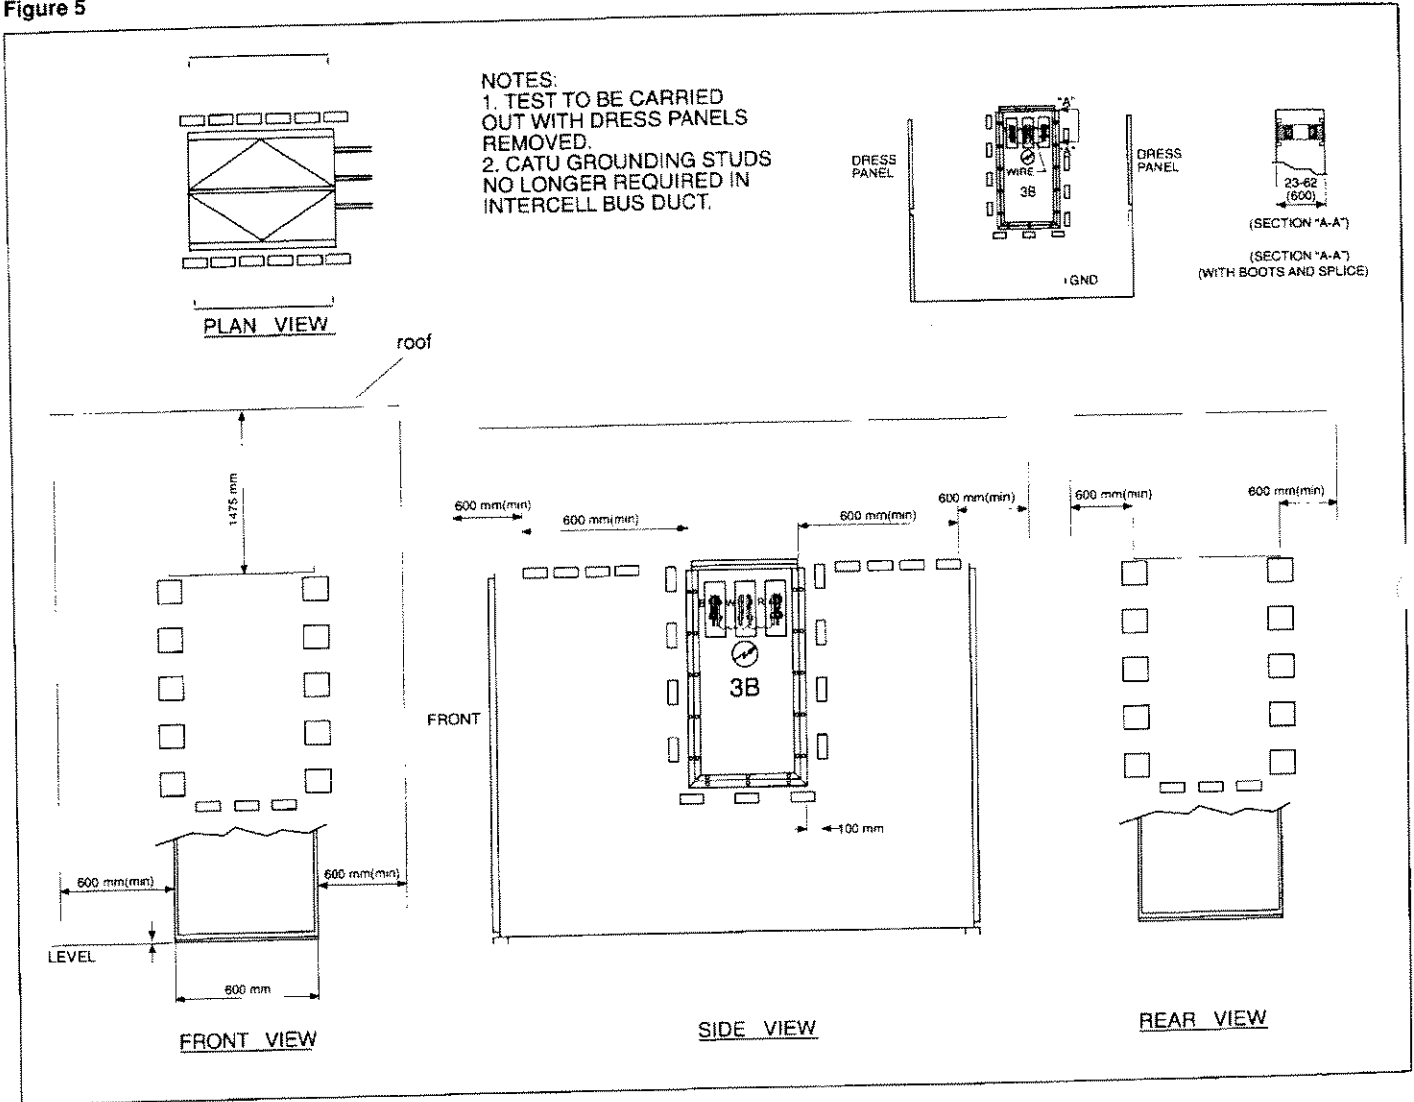 Figure 5
NOTES:
1. TEST TO BE CARRIED
OUT WITH DRESS PANELS
REMOVED.
2. CATU GROUNDING STUDS
NO LONGER REQUIRED IN
INTERCELL BUS DUCT.
PLAN VIEW
DRESS
PANEL
"A"
"A"
WIRE
3B
GND
DRESS
PANEL
23-62
(600)
(SECTION "A-A")
(SECTION "A-A")
(WITH BOOTS AND SPLICE)
roof
1475 mm
600 mm(min)
600 mm(min)
LEVEL
600 mm
FRONT VIEW
600 mm(min)
600 mm(min)
600 mm(min)
600 mm(min)
B W R
3B
FRONT
100 mm
SIDE VIEW
600 mm(min)
600 mm(min)
REAR VIEW